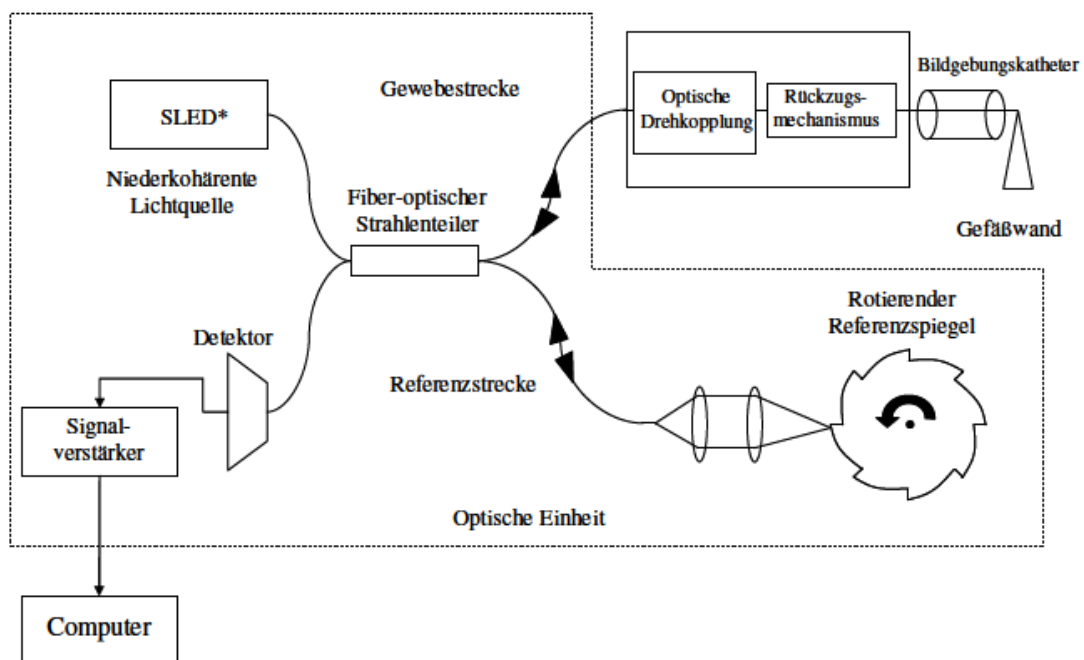 SLED*
Niederkohärente
Lichtquelle
Gewebestrecke
Fiber-optischer
Strahlenteiler
Optische
Drehkopplung
Rückzugs-
mechanismus
Bildgebungskatheter
Gefäßwand
Detektor
Signal-
verstärker
Referenzstrecke
Rotierender
Referenzspiegel
Optische Einheit
Computer